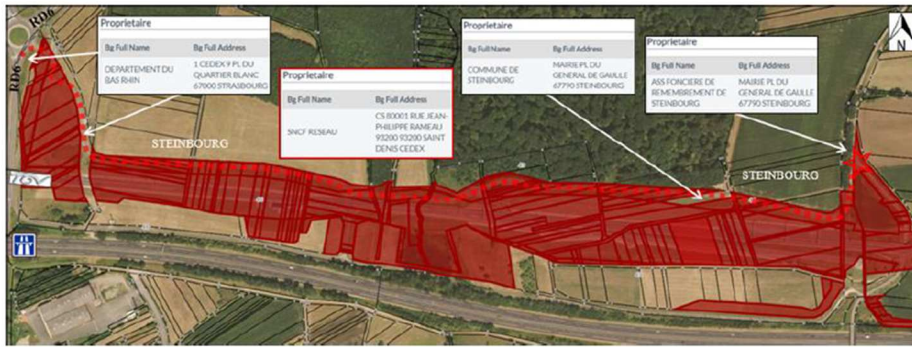 RD6
RD6
Proprietaire
Bg Full Name Bg Full Address
DEPARTEMENT DU
BAS RHIN
1 CEDEX 9 PL DU
QUARTIER BLANC
67000 STRASBOURG
Proprietaire
Bg Full Name Bg Full Address
SNCF RESEAU
CS 80001 RUE JEAN-
PHILIPPE RAMEAU
93200 93200 SAINT
DENIS CEDEX
Proprietaire
Bg Full Name Bg Full Address
COMMUNE DE
STEINBOURG
MAIRIE PL DU
GENERAL DE GAULLE
67790 STEINBOURG
Proprietaire
Bg Full Name Bg Full Address
ASS FONCIERE DE
REMEMBREMENT DE
STEINBOURG
MAIRIE PL DU
GENERAL DE GAULLE
67790 STEINBOURG
N
STEINBOURG
STEINBOURG